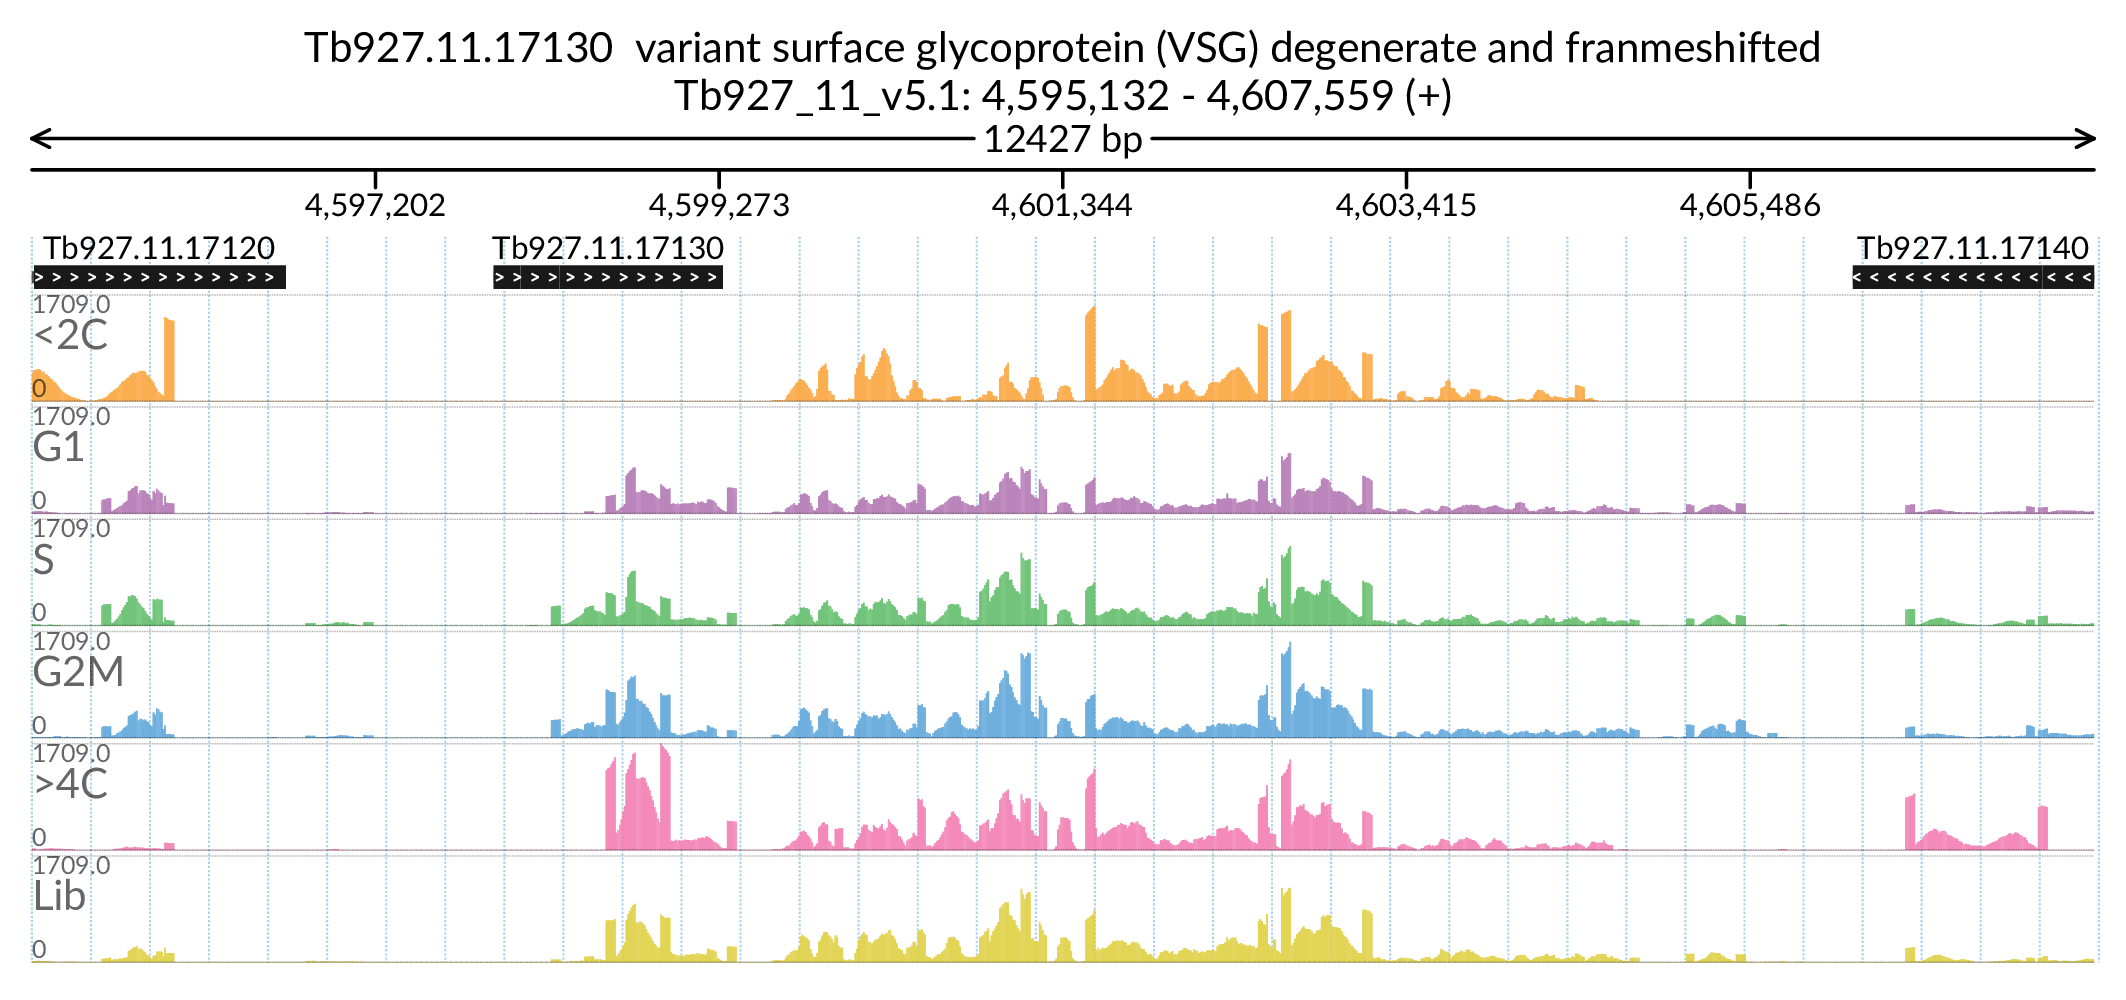 Tb927.11.17130 variant surface glycoprotein (VSG) degenerate and franmeshifted
Tb927_11_v5.1: 4,595,132 - 4,607,559 (+)
12427 bp
4,597,202 4,599,273 4,601,344 4,603,415 4,605,486
Tb927.11.17120 Tb927.11.17130 Tb927.11.17140
1709.0
<2C
0
1709.0
G1
0
1709.0
S
0
1709.0
G2M
0
1709.0
>4C
0
1709.0
Lib
0